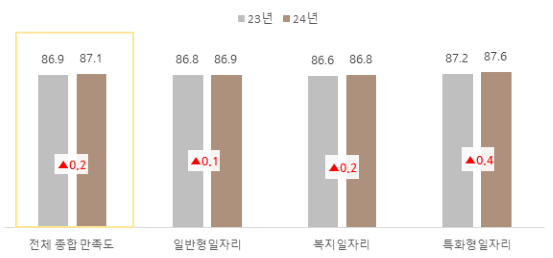 23년 24년
86.9 87.1 86.8 86.9 86.6 86.8 87.2 87.6
▲0.2 ▲0.1 ▲0.2 ▲0.4
전체 종합 만족도 일반형일자리 복지일자리 특화형일자리